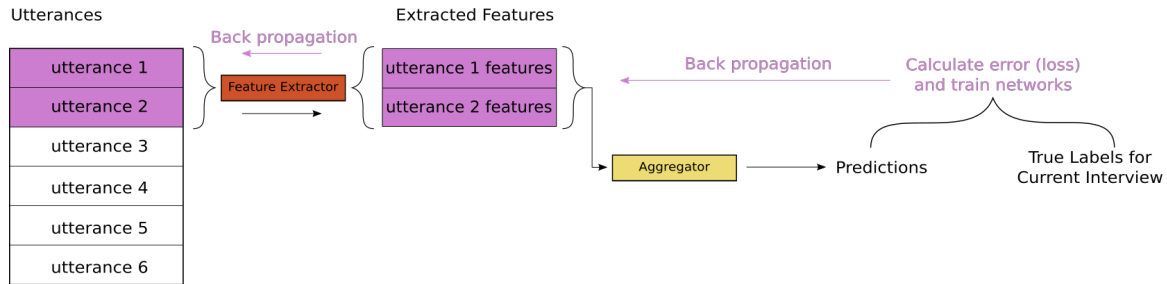 Utterances
Extracted Features
Back propagation
utterance 1
utterance 2
utterance 3
utterance 4
utterance 5
utterance 6
Feature Extractor
utterance 1 features
utterance 2 features
Back propagation
Calculate error (loss)
and train networks
Aggregator
Predictions
True Labels for
Current Interview